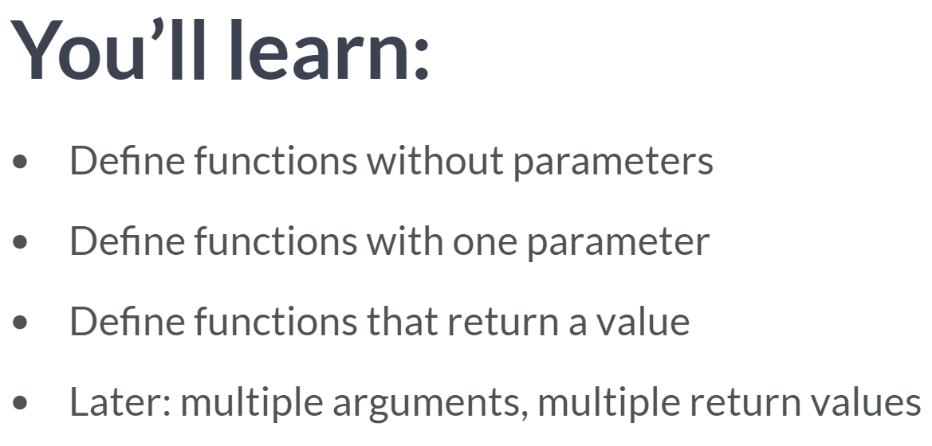 You’ll learn:
• Define functions without parameters
• Define functions with one parameter
• Define functions that return a value
• Later: multiple arguments, multiple return values